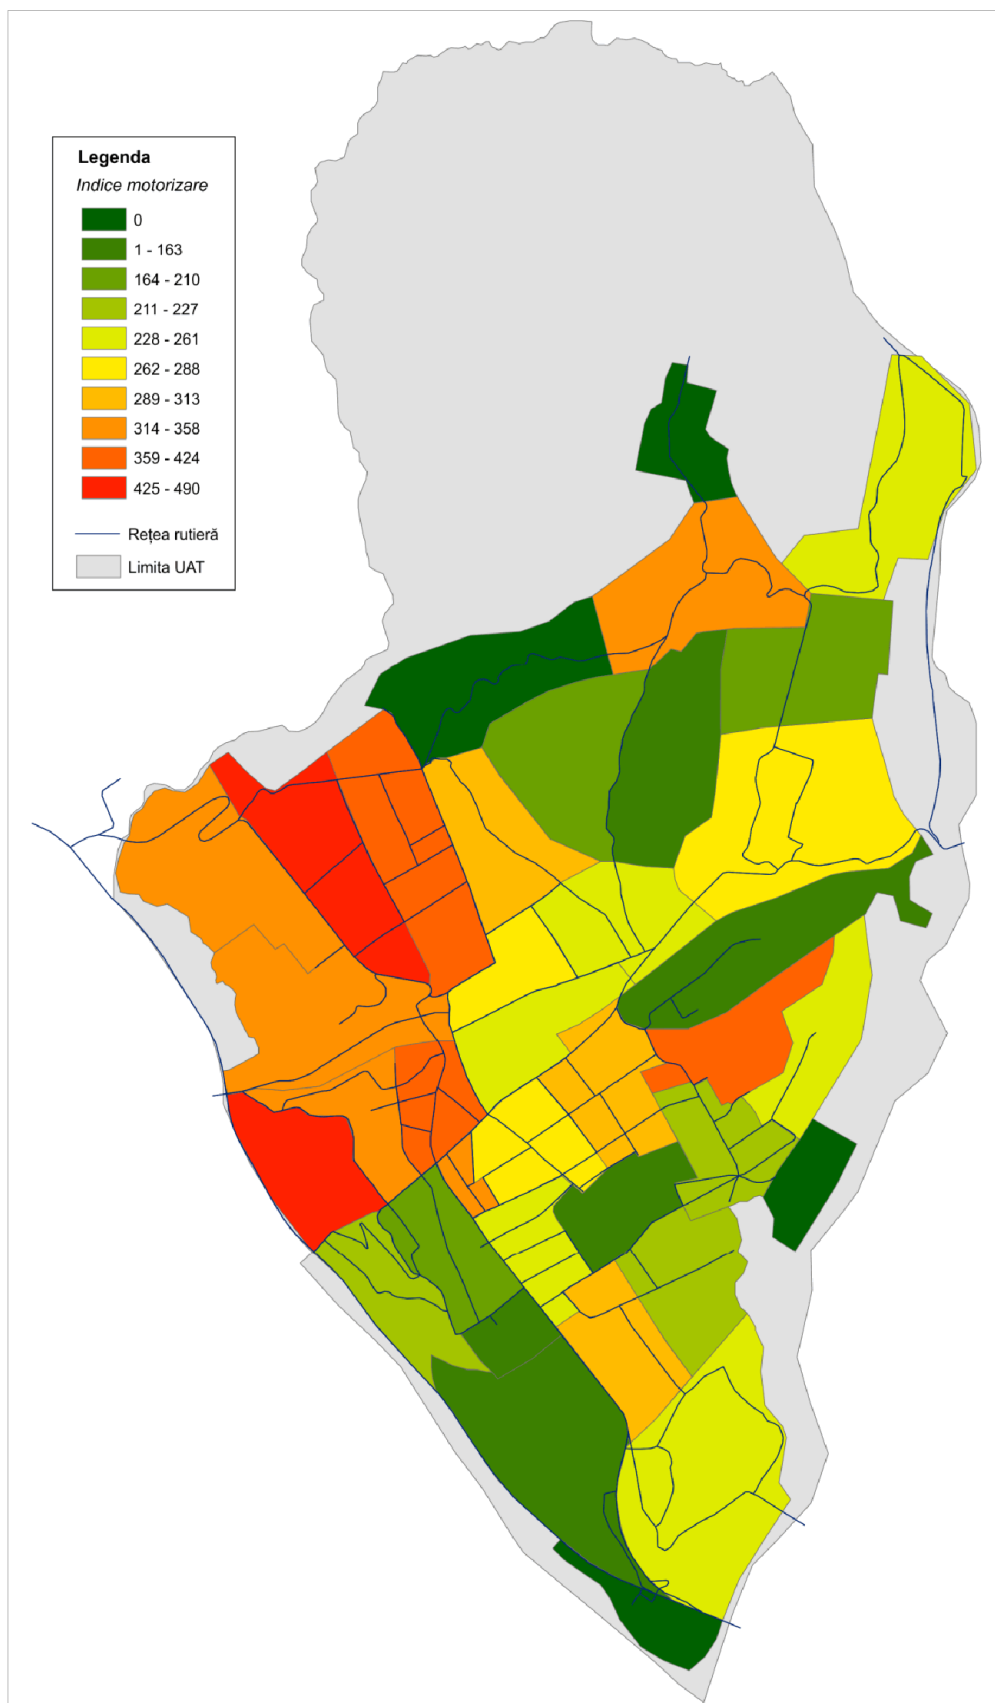 Legenda
Indice motorizare
0
1 - 163
164 - 210
211 - 227
228 - 261
262 - 288
289 - 313
314 - 358
359 - 424
425 - 490
Rețea rutieră
Limita UAT